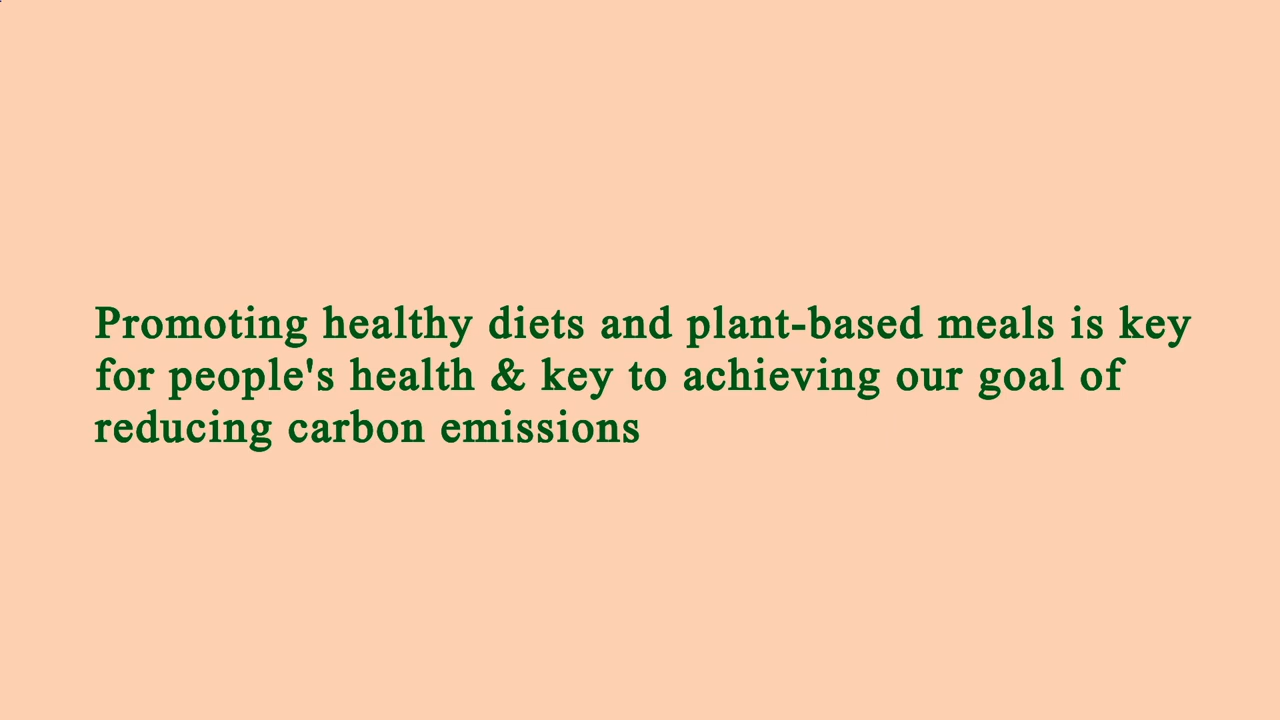 Promoting healthy diets and plant-based meals is key
for people's health & key to achieving our goal of
reducing carbon emissions